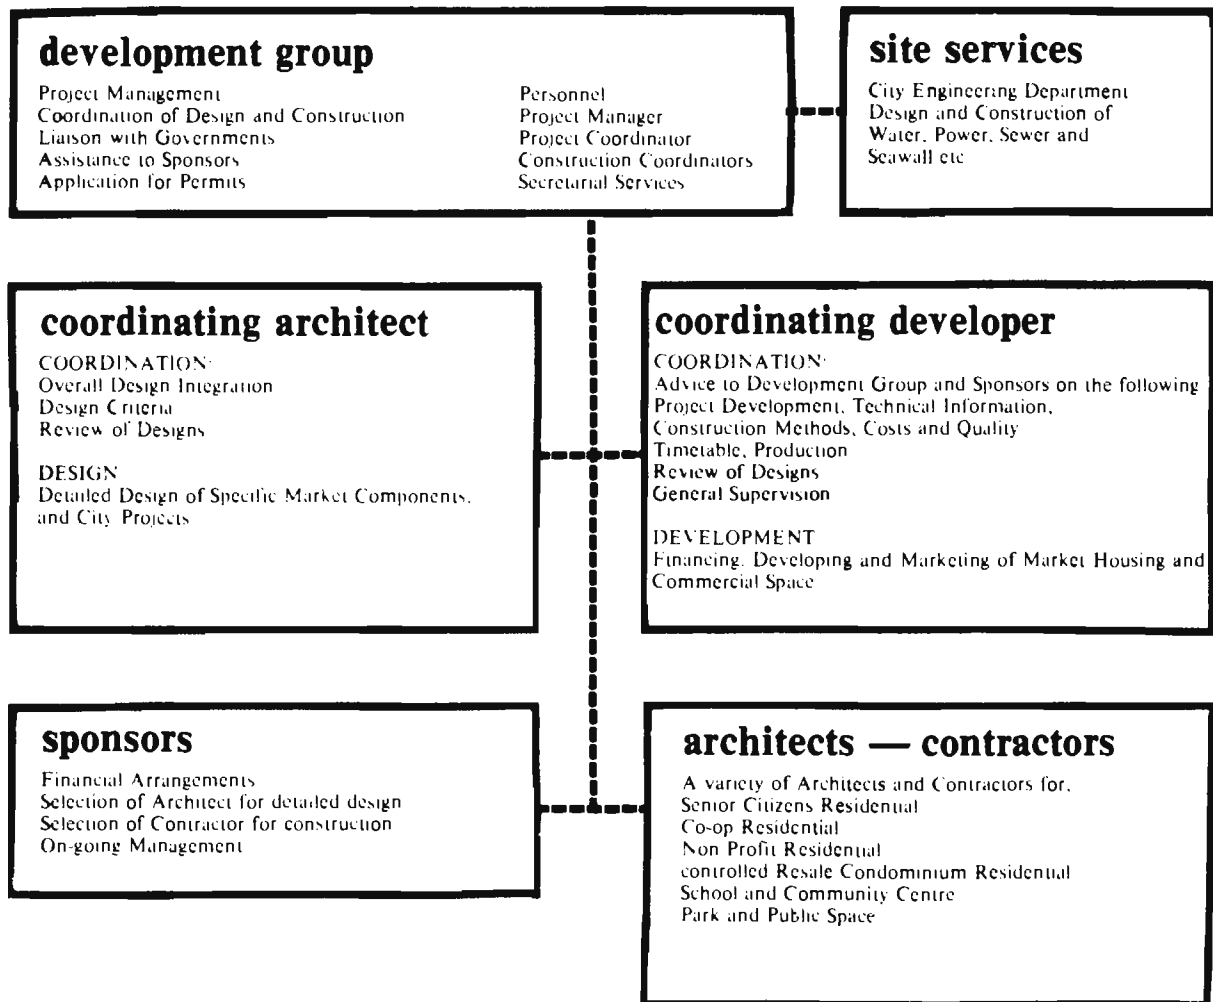 development group
Project Management
Coordination of Design and Construction
Liaison with Governments
Assistance to Sponsors
Application for Permits
Personnel
Project Manager
Project Coordinator
Construction Coordinators
Secretarial Services
site services
City Engineering Department
Design and Construction of
Water, Power, Sewer and
Seawall etc
coordinating architect
COORDINATION:
Overall Design Integration
Design Criteria
Review of Designs
DESIGN
Detailed Design of Specific Market Components,
and City Projects
coordinating developer
COORDINATION:
Advice to Development Group and Sponsors on the following
Project Development, Technical Information,
Construction Methods, Costs and Quality
Timetable, Production
Review of Designs
General Supervision
DEVELOPMENT
Financing, Developing and Marketing of Market Housing and
Commercial Space
sponsors
Financial Arrangements
Selection of Architect for detailed design
Selection of Contractor for construction
On-going Management
architects — contractors
A variety of Architects and Contractors for,
Senior Citizens Residential
Co-op Residential
Non Profit Residential
controlled Resale Condominium Residential
School and Community Centre
Park and Public Space